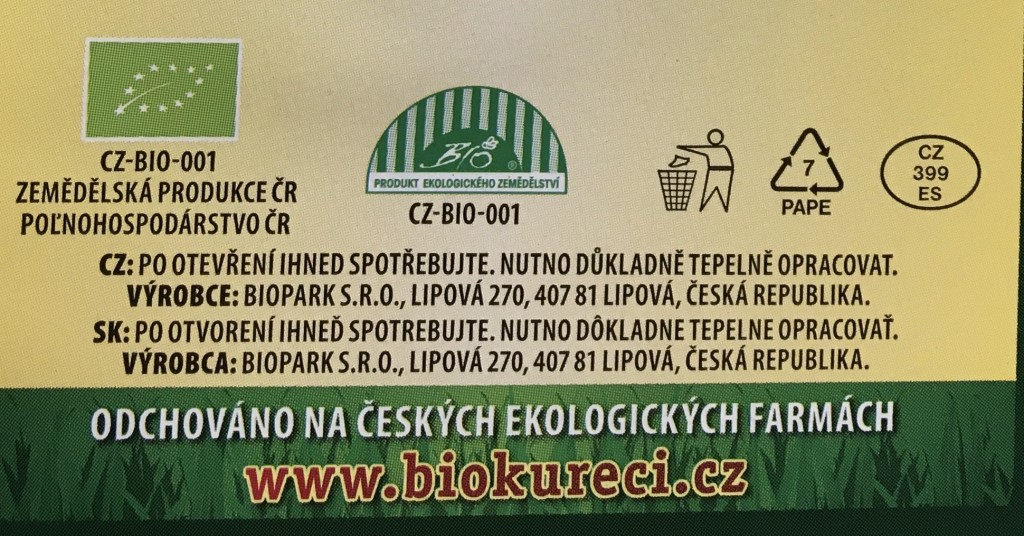 CZ-BIO-001
ZEMĚDĚLSKÁ PRODUKCE ČR
POĽNOHOSPODÁRSTVO ČR
BIO
®
PRODUKT EKOLOGICKÉHO ZEMĚDĚLSTVÍ
CZ-BIO-001
7
PAPE
CZ
399
ES
CZ: PO OTEVŘENÍ IHNED SPOTŘEBUJTE. NUTNO DŮKLADNĚ TEPELNĚ OPRACOVAT.
VÝROBCE: BIOPARK S.R.O., LIPOVÁ 270, 407 81 LIPOVÁ, ČESKÁ REPUBLIKA.
SK: PO OTVORENÍ IHNEĎ SPOTREBUJTE. NUTNO DÔKLADNE TEPELNE OPRACOVAŤ.
VÝROBCA: BIOPARK S.R.O., LIPOVÁ 270, 407 81 LIPOVÁ, ČESKÁ REPUBLIKA.
ODCHOVÁNO NA ČESKÝCH EKOLOGICKÝCH FARMÁCH
www.biokureci.cz